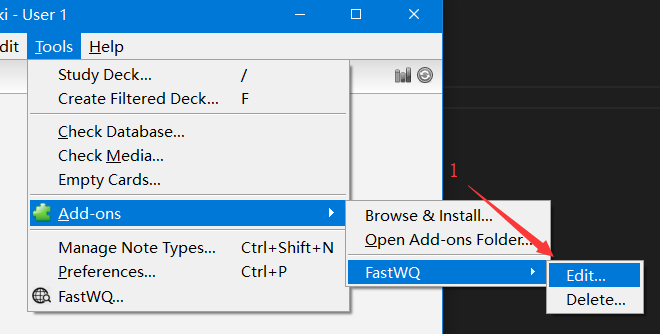 ki - User 1
dit Tools Help
Study Deck... /
Create Filtered Deck... F
Check Database...
Check Media...
Empty Cards...
Add-ons
Manage Note Types... Ctrl+Shift+N
Preferences... Ctrl+P
FastWQ...
Browse & Install...
Open Add-ons Folder...
FastWQ
1
Edit...
Delete...